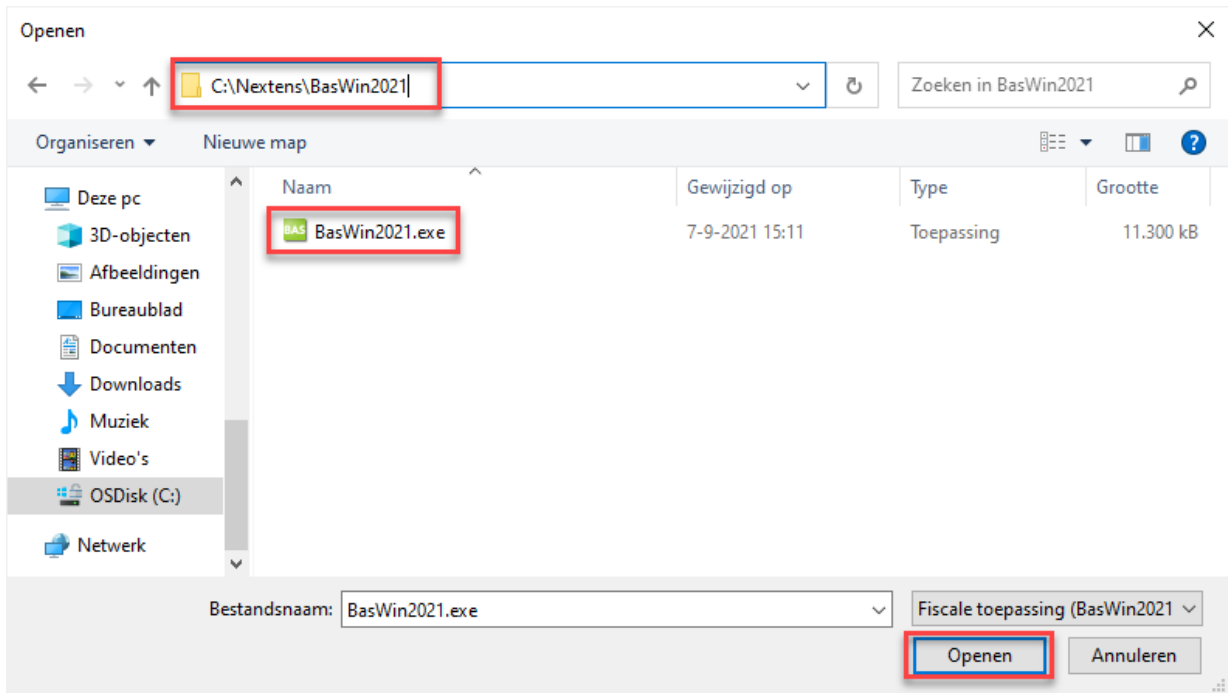 Openen
C:\Nextens\BasWin2021
Zoeken in BasWin2021
Organiseren
Nieuwe map
Naam
Gewijzigd op
Type
Grootte
BAS BasWin2021.exe
7-9-2021 15:11
Toepassing
11.300 kB
Deze pc
3D-objecten
Afbeeldingen
Bureaublad
Documenten
Downloads
Muziek
Video's
OSDisk (C:)
Netwerk
Bestandsnaam:
BasWin2021.exe
Fiscale toepassing (BasWin2021
Openen
Annuleren